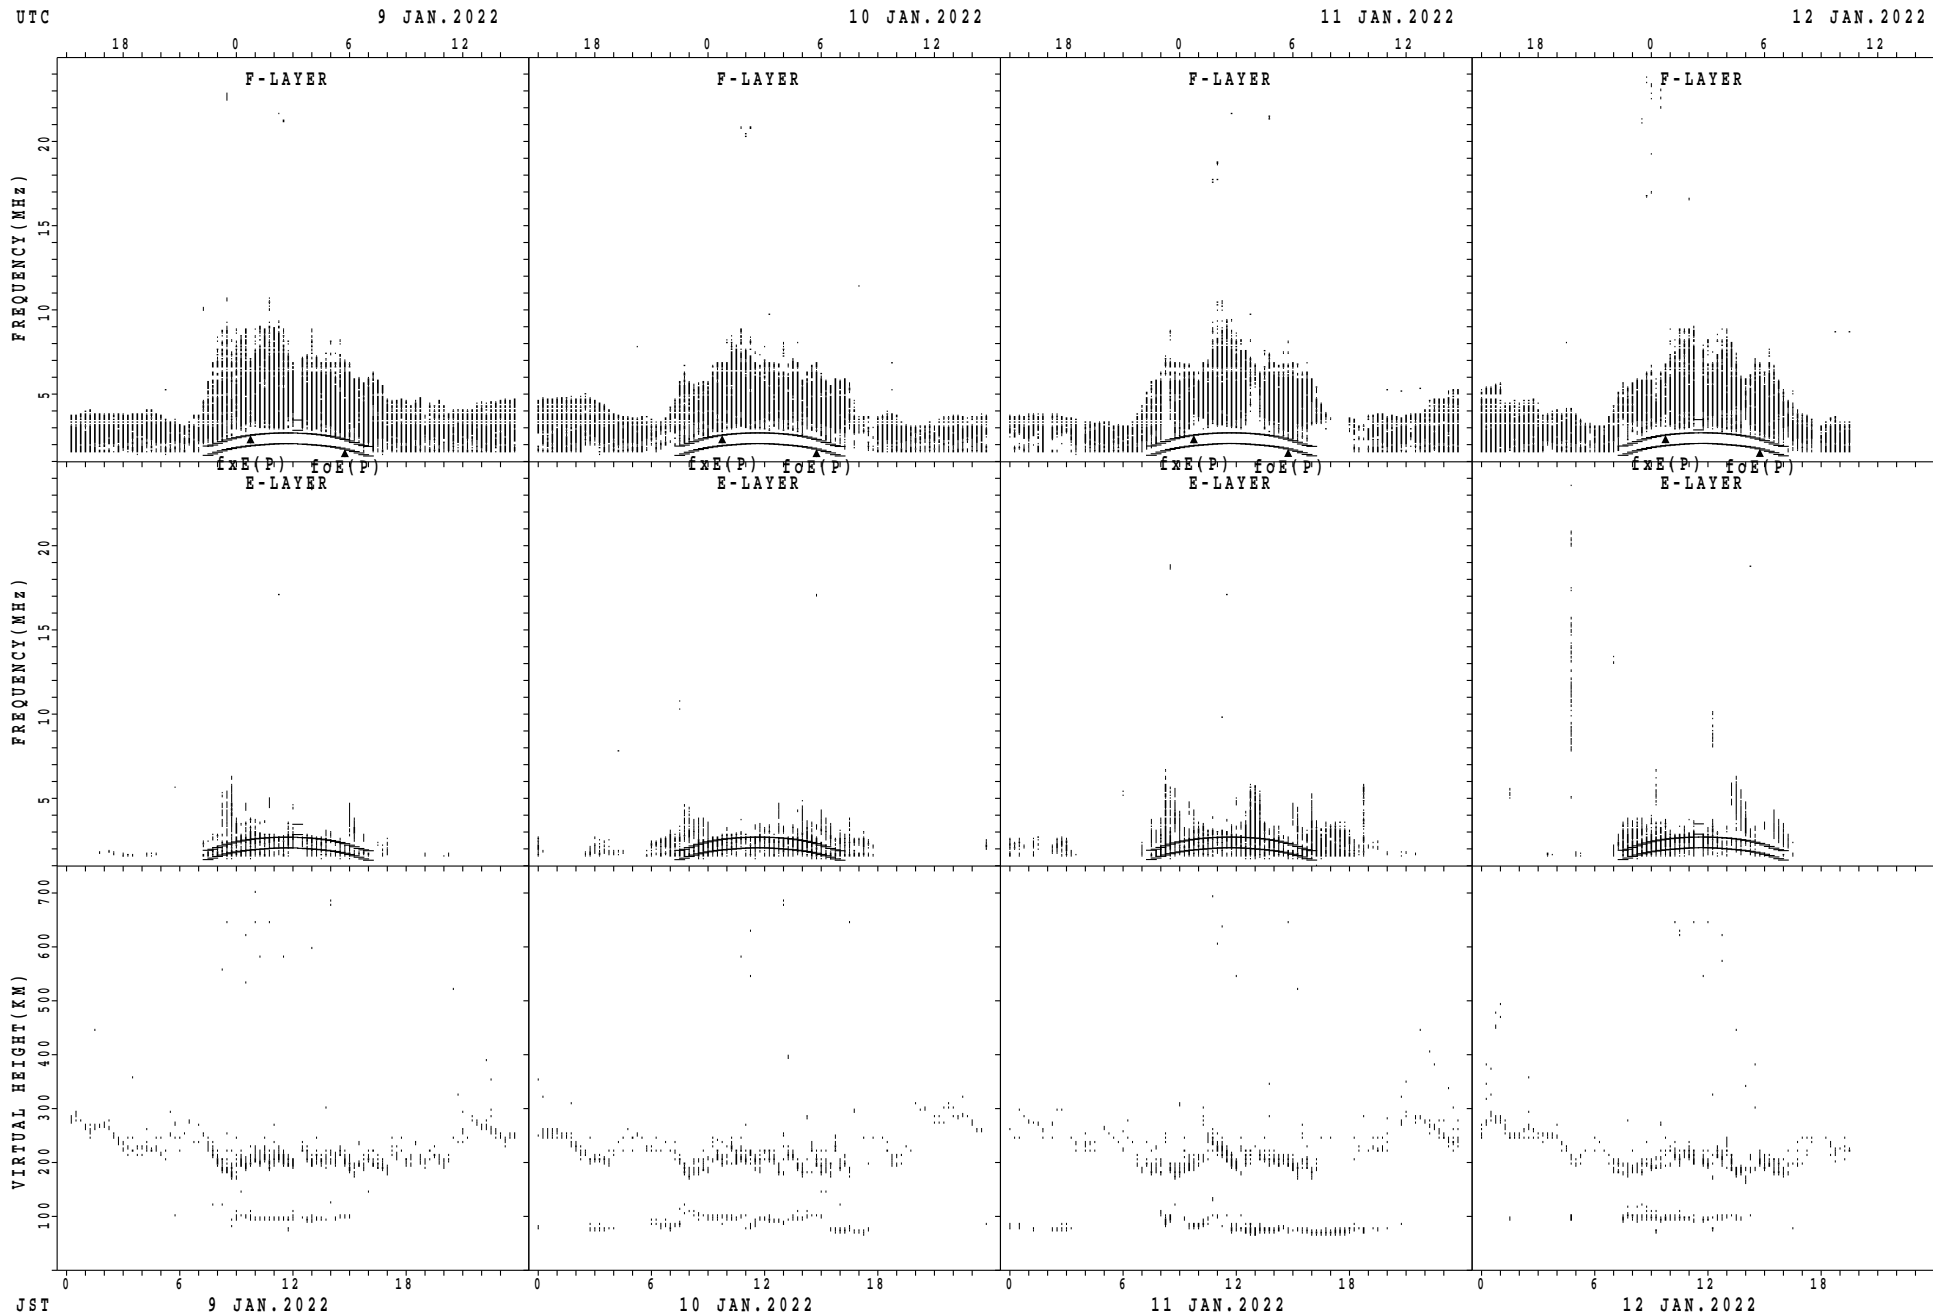 UTC 9 JAN.2022 10 JAN.2022 11 JAN.2022 12 JAN.2022
18 0 6 12 18 0 6 12 18 0 6 12 18 0 6 12
F-LAYER F-LAYER F-LAYER F-LAYER
FREQUENCY(MHz)
20
15
10
5
fxE(P) foE(P) fxE(P) foE(P) fxE(P) foE(P) fxE(P) foE(P)
E-LAYER E-LAYER E-LAYER E-LAYER
FREQUENCY(MHz)
20
15
10
5
VIRTUAL HEIGHT(KM)
700
600
500
400
300
200
100
0 6 12 18 0 6 12 18 0 6 12 18 0 6 12 18
JST 9 JAN.2022 10 JAN.2022 11 JAN.2022 12 JAN.2022